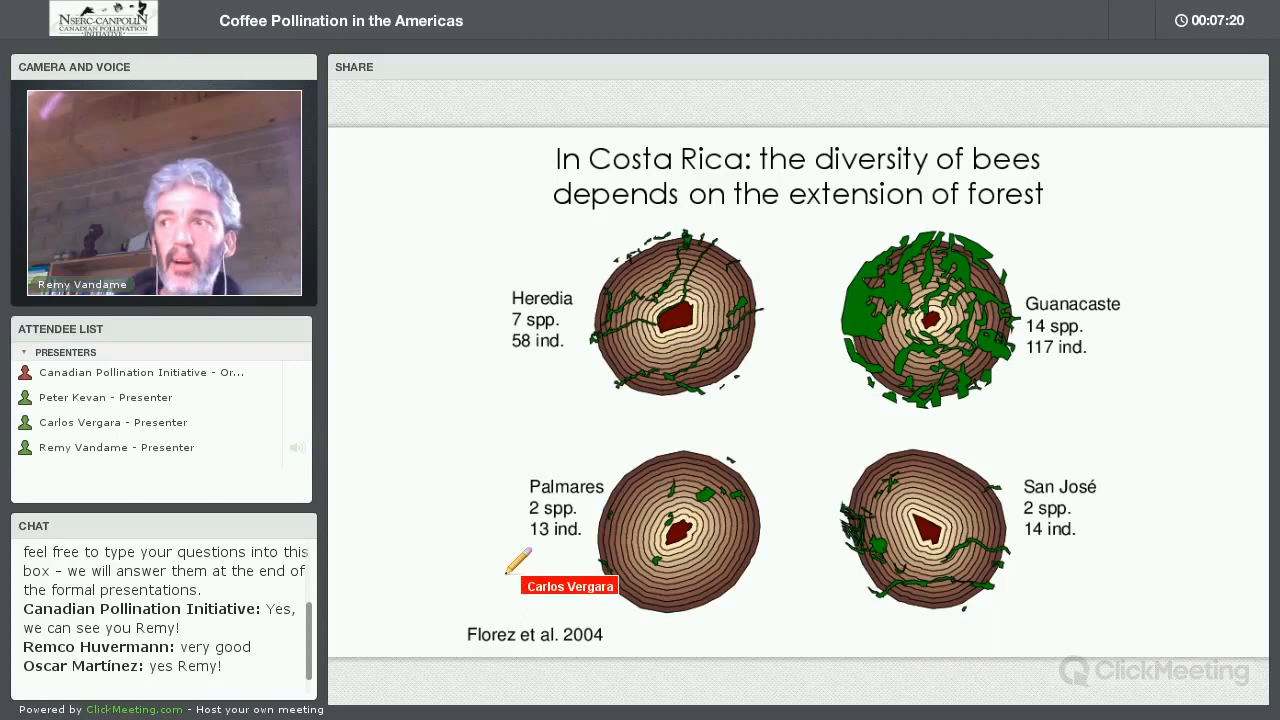 NSERC-CANPOLIN
CANADIAN POLLINATION
INITIATIVE
Coffee Pollination in the Americas
00:07:20
CAMERA AND VOICE
Remy Vandame
ATTENDEE LIST
PRESENTERS
Canadian Pollination Initiative - Or...
Peter Kevan - Presenter
Carlos Vergara - Presenter
Remy Vandame - Presenter
CHAT
feel free to type your questions into this
box – we will answer them at the end of
the formal presentations.
Canadian Pollination Initiative: Yes,
we can see you Remy!
Remco Huvermann: very good
Oscar Martínez: yes Remy!
Powered by ClickMeeting.com - Host your own meeting
SHARE
In Costa Rica: the diversity of bees
depends on the extension of forest
Heredia
7 spp.
58 ind.
Guanacaste
14 spp.
117 ind.
Palmares
2 spp.
13 ind.
San José
2 spp.
14 ind.
Carlos Vergara
Florez et al. 2004
ClickMeeting